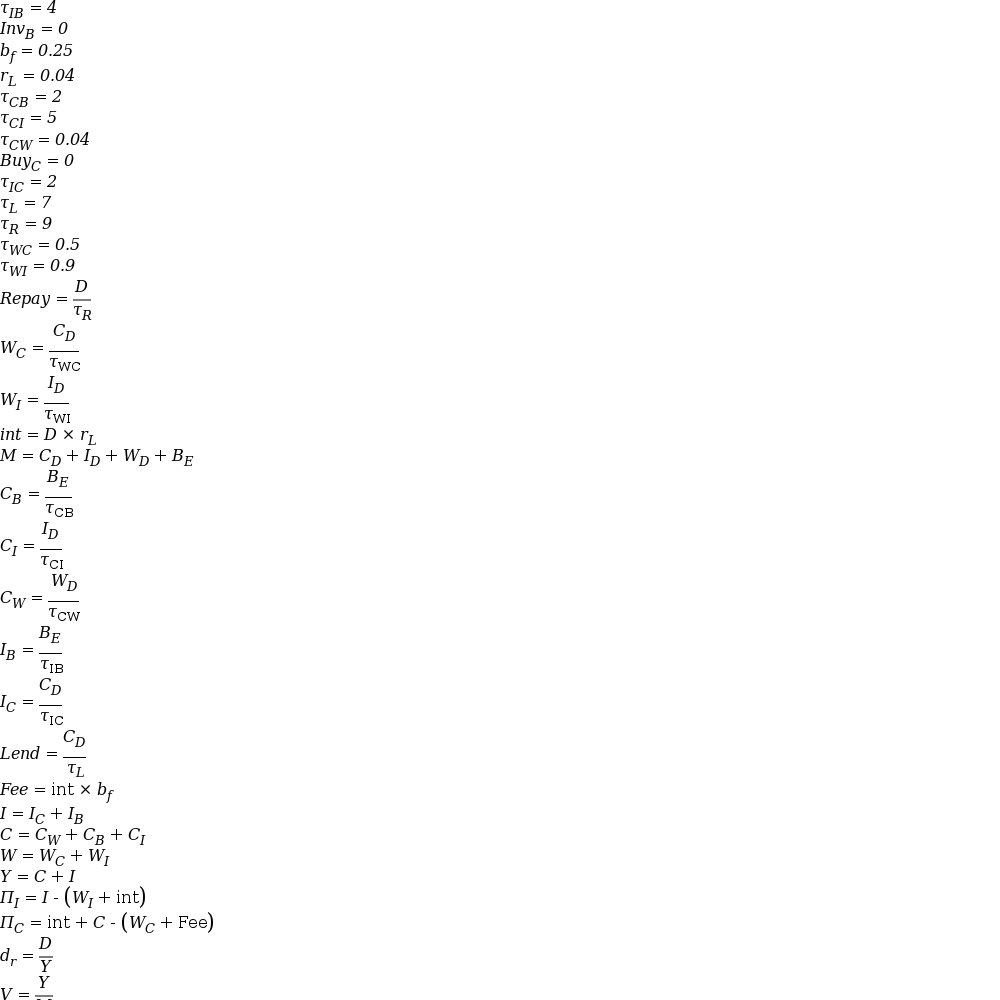 τ_IB = 4
Inv_B = 0
b_f = 0.25
r_L = 0.04
τ_CB = 2
τ_CI = 5
τ_CW = 0.04
Buy_C = 0
τ_IC = 2
τ_L = 7
τ_R = 9
τ_WC = 0.5
τ_WI = 0.9
Repay = D / τ_R
W_C = C_D / τ_WC
W_I = I_D / τ_WI
int = D × r_L
M = C_D + I_D + W_D + B_E
C_B = B_E / τ_CB
C_I = I_D / τ_CI
C_W = W_D / τ_CW
I_B = B_E / τ_IB
I_C = C_D / τ_IC
Lend = C_D / τ_L
Fee = int × b_f
I = I_C + I_B
C = C_W + C_B + C_I
W = W_C + W_I
Y = C + I
Π_I = I - (W_I + int)
Π_C = int + C - (W_C + Fee)
d_r = D / Y
V = Y